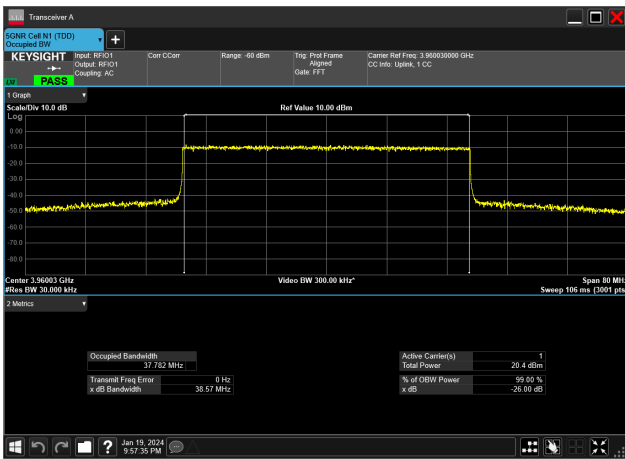 Transceiver A
5GNR Cell N1 (TDD)
Occupied BW
KEYSIGHT
LXI
PASS
Input: RFIO1
Output: RFIO1
Coupling: AC
Corr CCorr
Range: -60 dBm
Trig: Prot Frame
Aligned
Gate: FFT
Carrier Ref Freq: 3.960030000 GHz
CC Info: Uplink, 1 CC
1 Graph
Scale/Div 10.0 dB
Ref Value 10.00 dBm
Log
0.00
-10.0
-20.0
-30.0
-40.0
-50.0
-60.0
-70.0
-80.0
Center 3.96003 GHz
Video BW 300.00 kHz*
Span 80 MHz
#Res BW 30.000 kHz
Sweep 106 ms (3001 pts)
2 Metrics
Occupied Bandwidth
37.782 MHz
Active Carrier(s) 1
Total Power 20.4 dBm
Transmit Freq Error 0 Hz
x dB Bandwidth 38.57 MHz
% of OBW Power 99.00 %
x dB -26.00 dB
?
Jan 19, 2024
9:57:35 PM